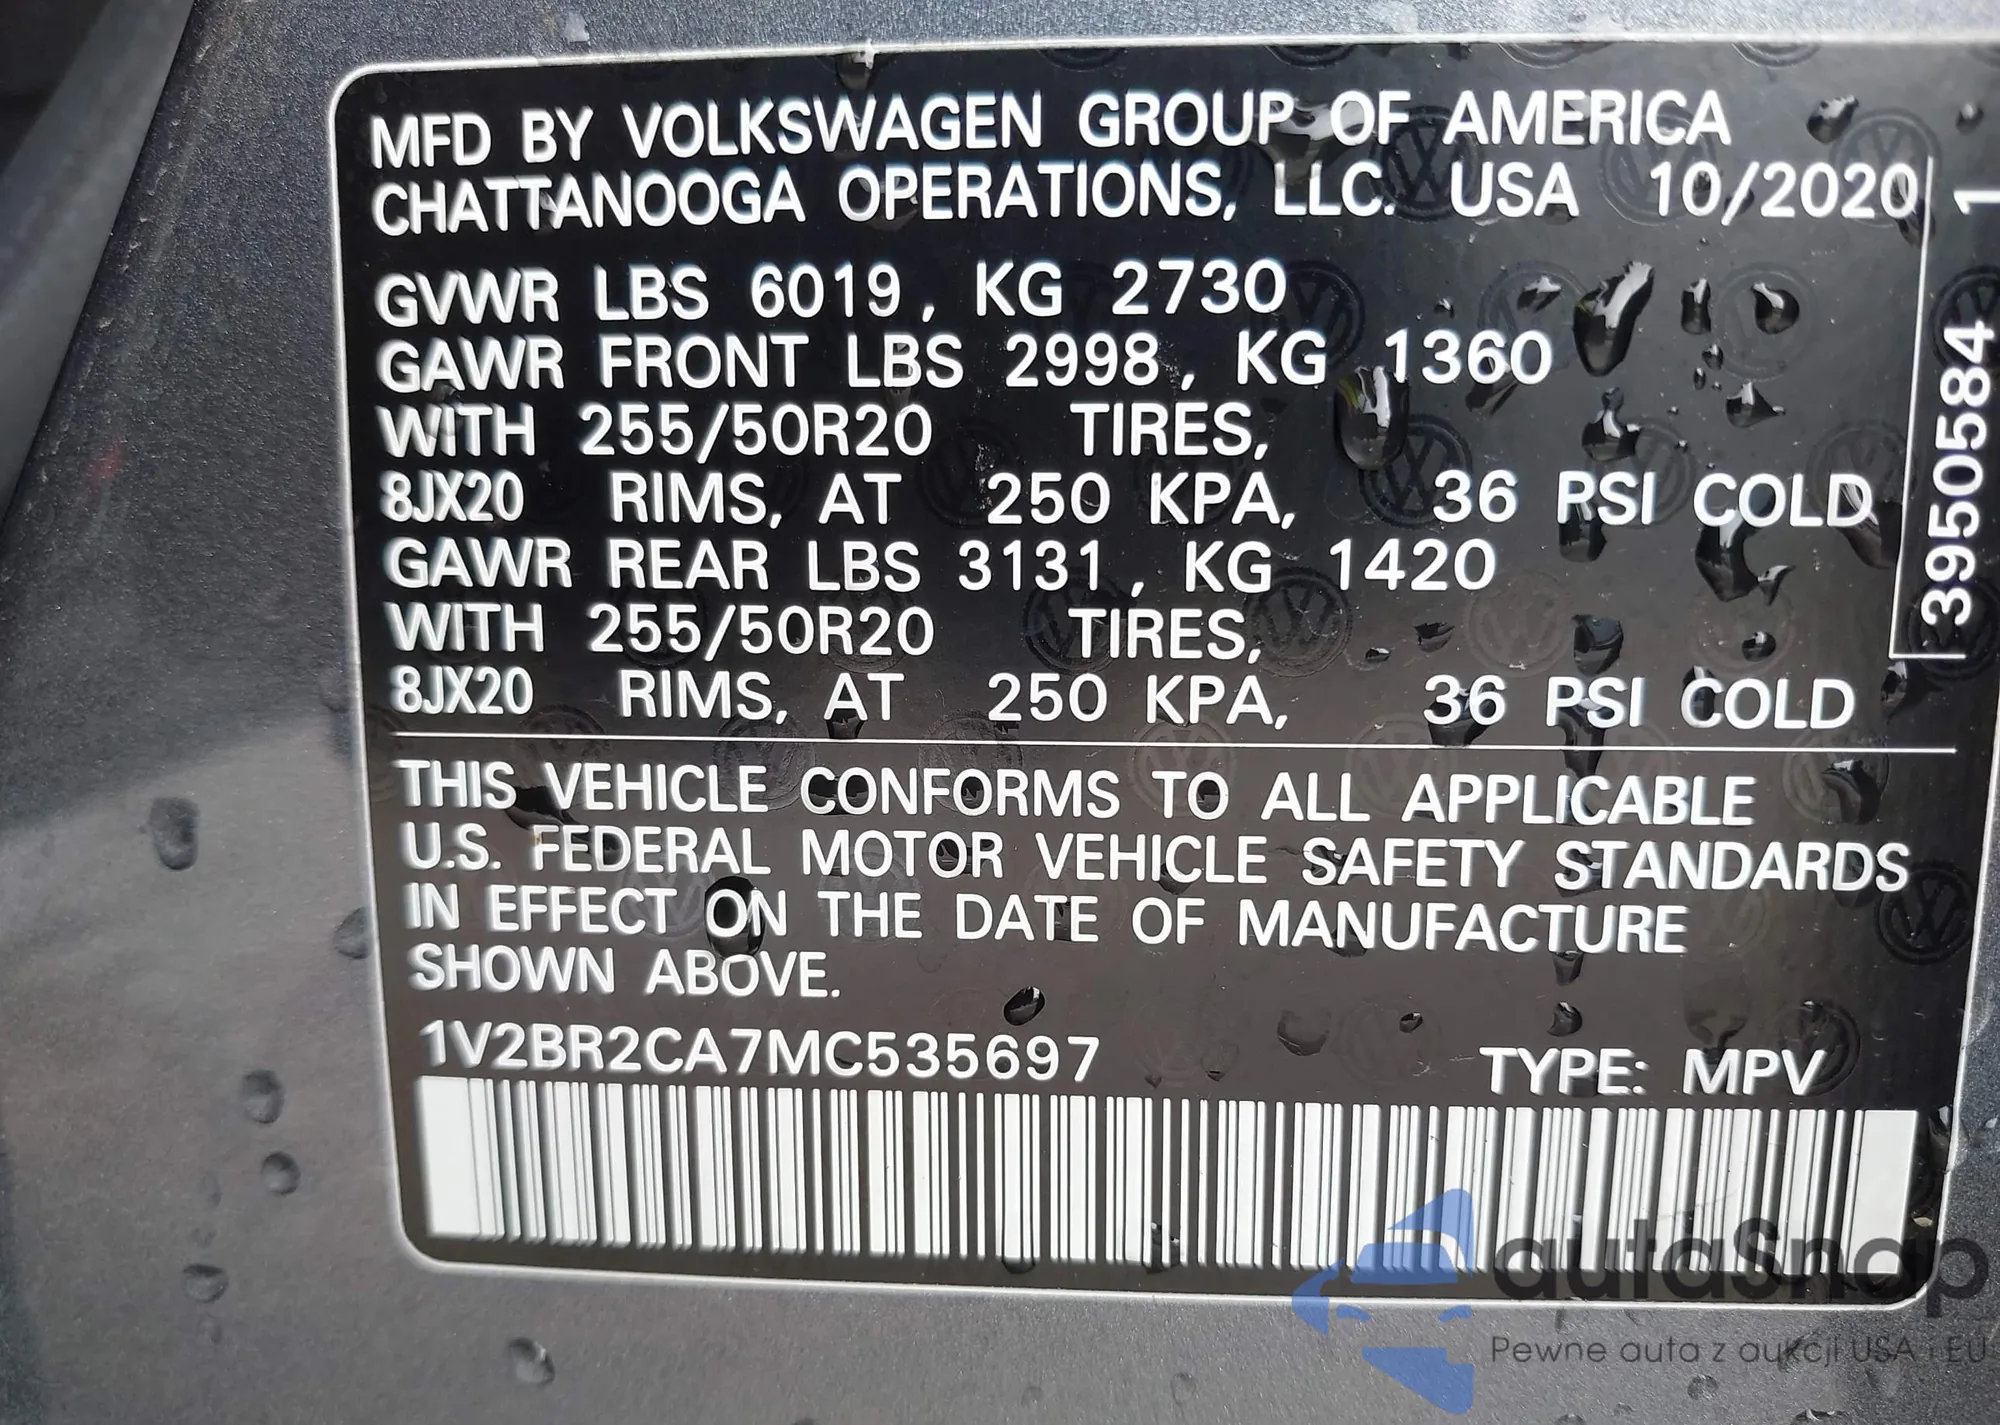 MFD BY VOLKSWAGEN GROUP OF AMERICA
CHATTANOOGA OPERATIONS, LLC. USA 10/2020
GVWR LBS 6019, KG 2730
GAWR FRONT LBS 2998, KG 1360
WITH 255/50R20 TIRES,
8JX20 RIMS, AT 250 KPA, 36 PSI COLD
GAWR REAR LBS 3131, KG 1420
WITH 255/50R20 TIRES,
8JX20 RIMS, AT 250 KPA, 36 PSI COLD
3950584 1
THIS VEHICLE CONFORMS TO ALL APPLICABLE
U.S. FEDERAL MOTOR VEHICLE SAFETY STANDARDS
IN EFFECT ON THE DATE OF MANUFACTURE
SHOWN ABOVE.
1V2BR2CA7MC535697 TYPE: MPV
autaSnap
Pewne auta z aukcji USA i EU